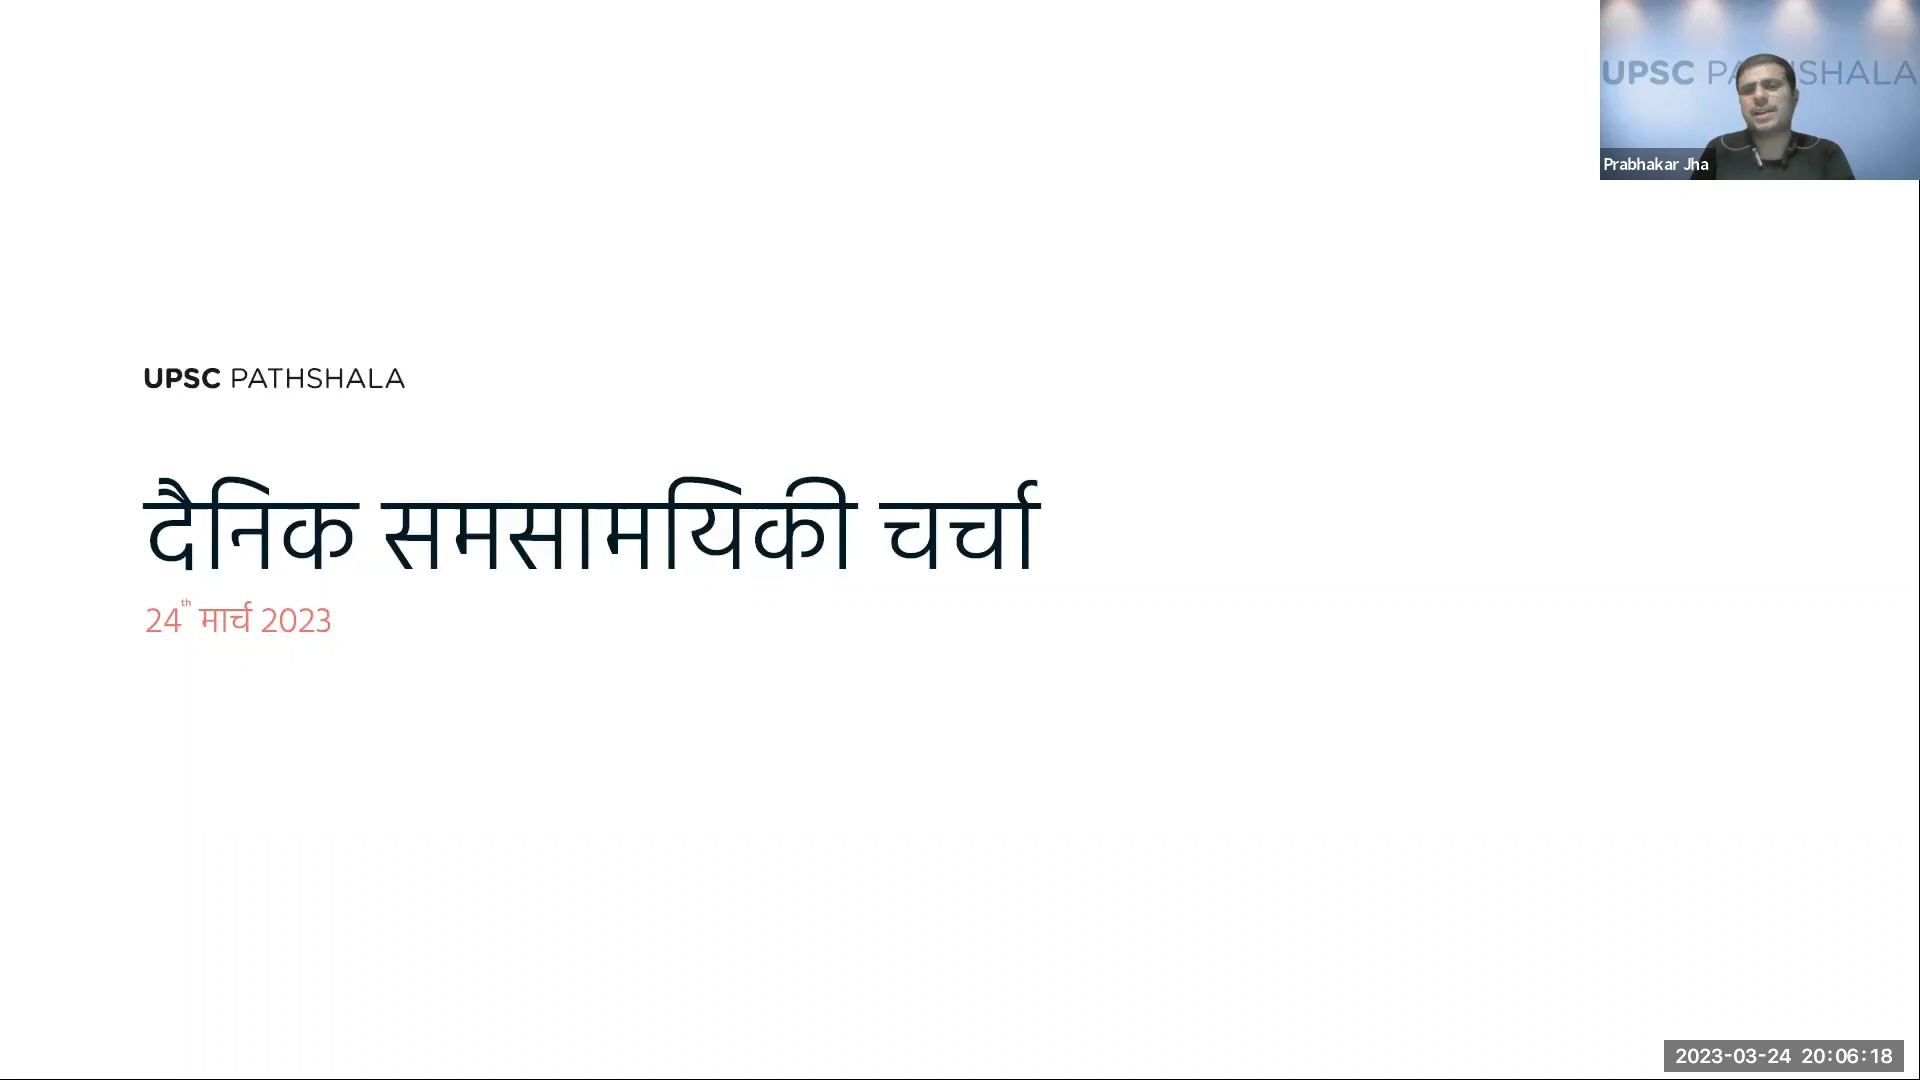 UPSC PATHSHALA
Prabhakar Jha
UPSC PATHSHALA
दैनिक समसामयिकी चर्चा
24th मार्च 2023
2023-03-24 20:06:18